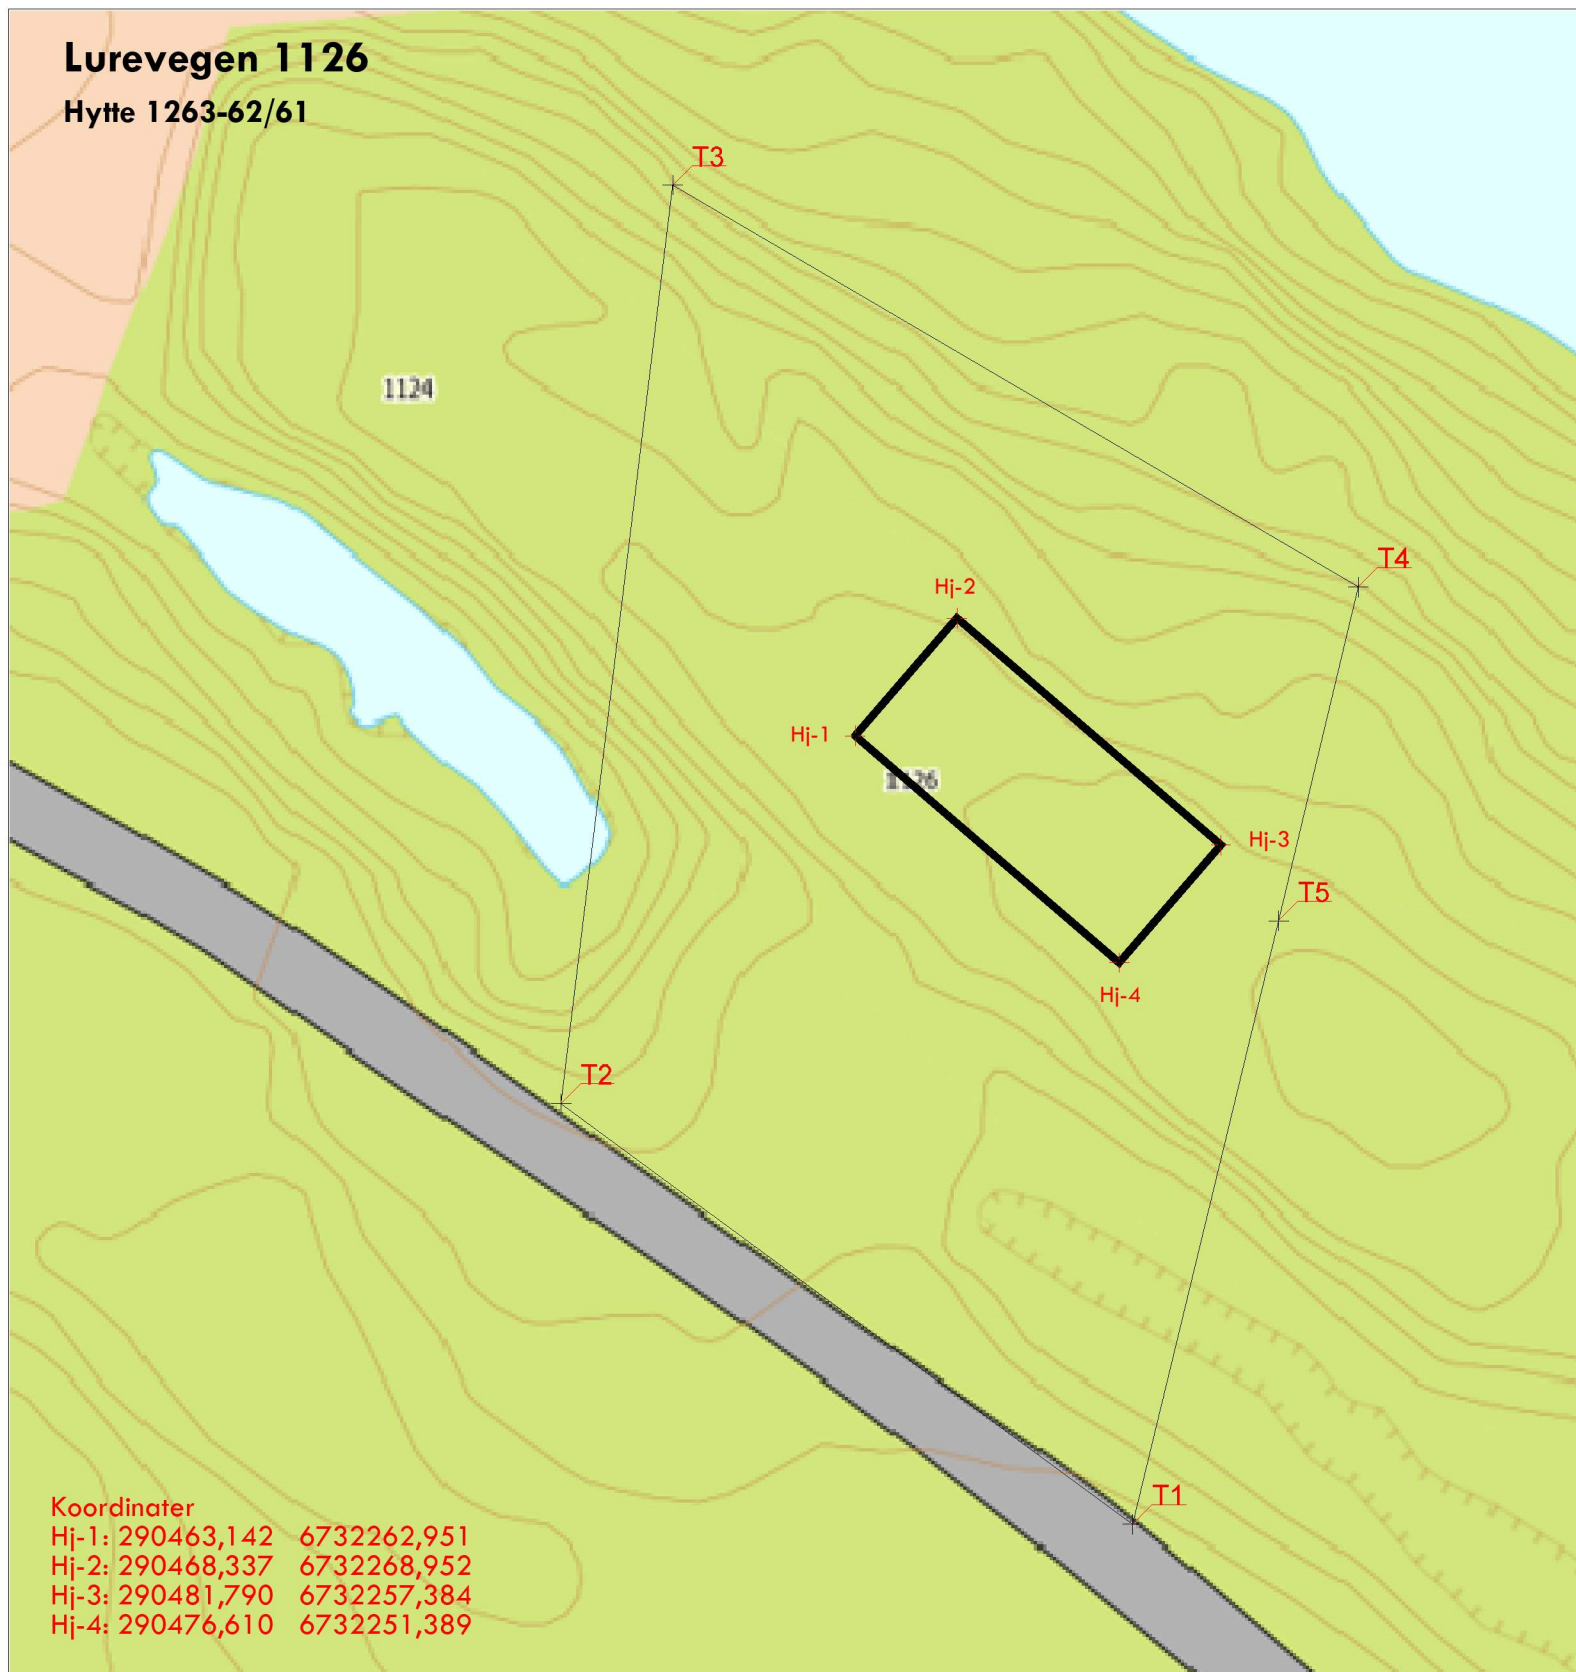 Lurevegen 1126
Hytte 1263-62/61
T3
1124
T4
Hj-2
Hj-1
1126
Hj-3
T5
Hj-4
T2
T1
Koordinater
Hj-1: 290463,142 6732262,951
Hj-2: 290468,337 6732268,952
Hj-3: 290481,790 6732257,384
Hj-4: 290476,610 6732251,389